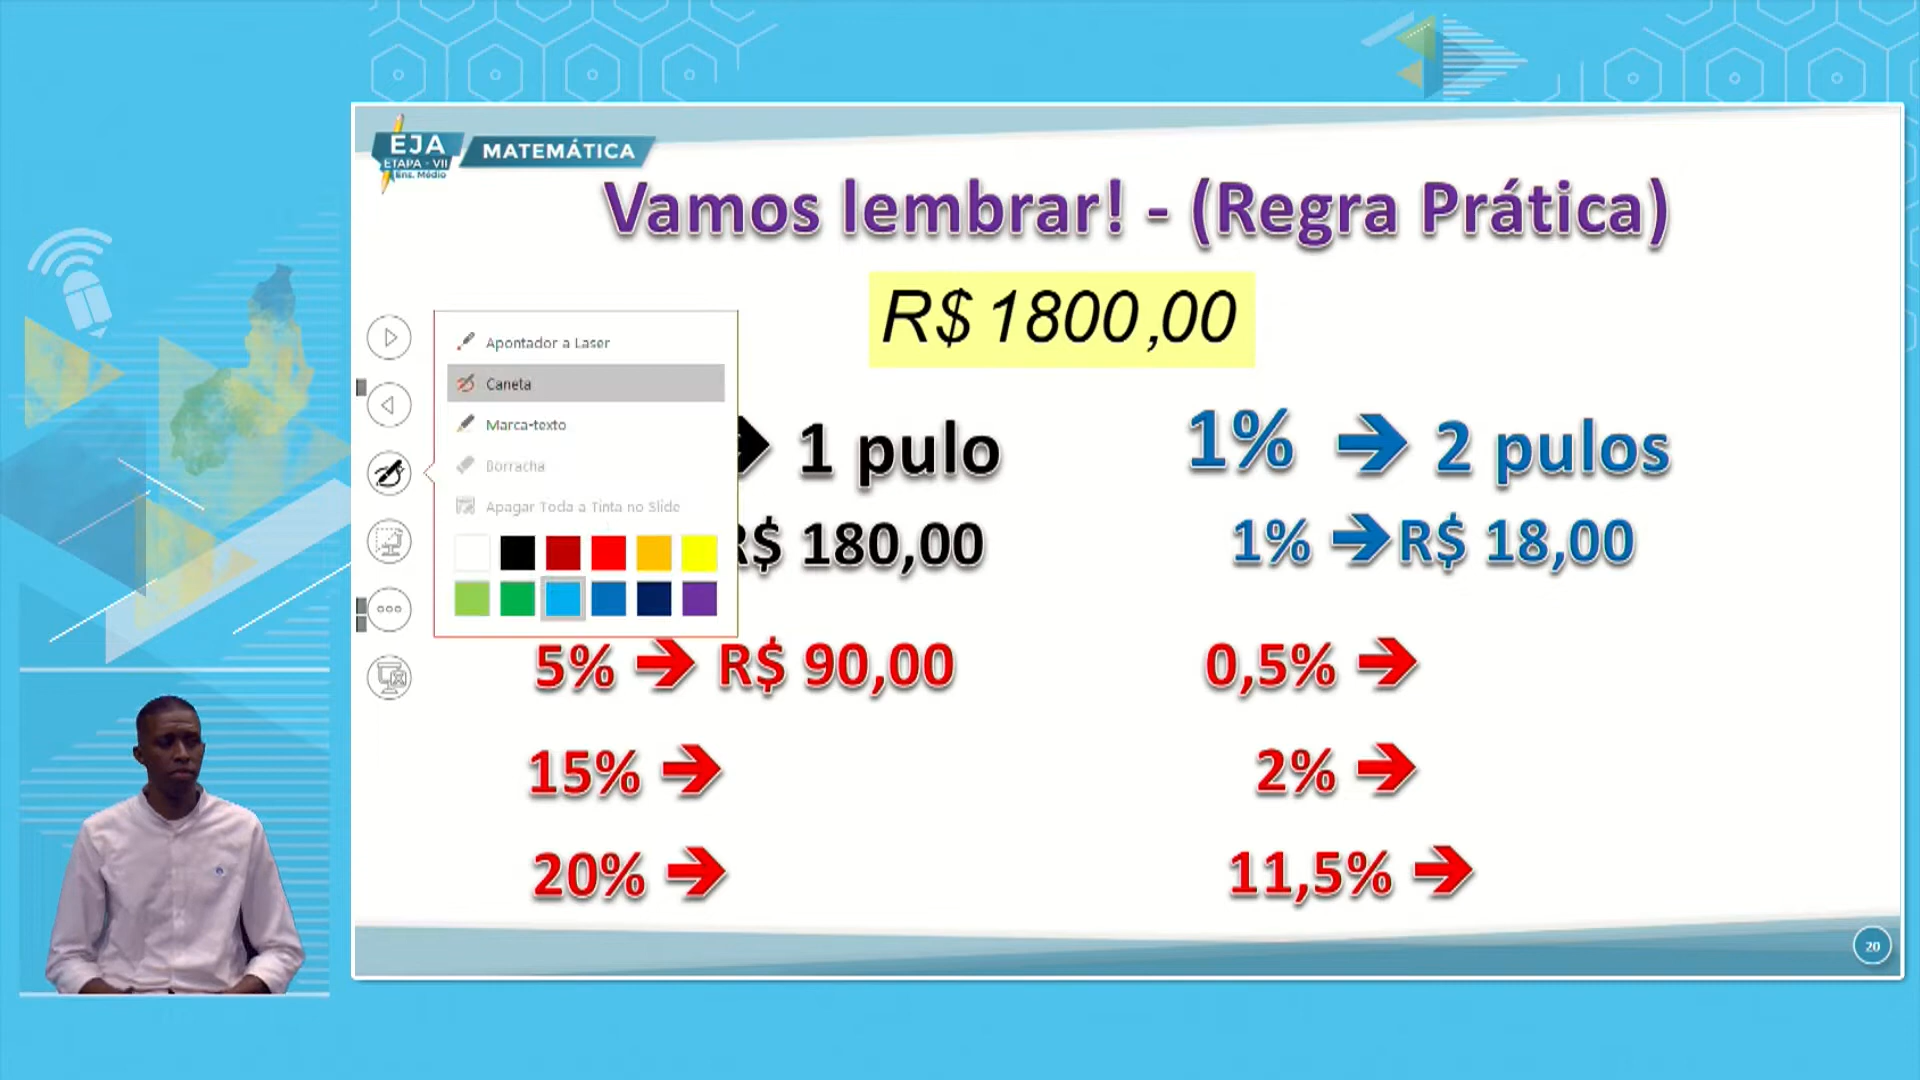 EJA
ETAPA - VII
Ens. Médio
MATEMÁTICA
Vamos lembrar! - (Regra Prática)
R$ 1800,00
Apontador a Laser
Caneta
Marca-texto
Borracha
Apagar Toda a Tinta no Slide
1 pulo
R$ 180,00
5% ➔ R$ 90,00
15% ➔
20% ➔
1% ➔ 2 pulos
1% ➔ R$ 18,00
0,5% ➔
2% ➔
11,5% ➔
20